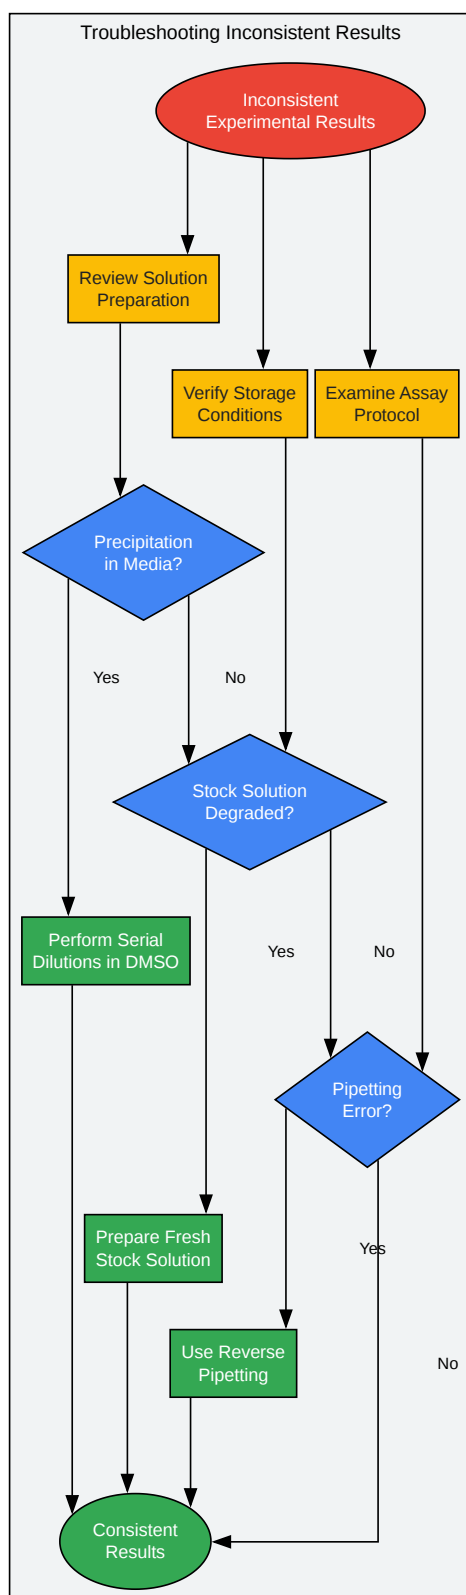 Troubleshooting Inconsistent Results
Inconsistent
Experimental Results
Review Solution
Preparation
Verify Storage
Conditions
Examine Assay
Protocol
Precipitation
in Media?
Yes
No
Stock Solution
Degraded?
Perform Serial
Dilutions in DMSO
Yes
No
Pipetting
Error?
Prepare Fresh
Stock Solution
Yes
Use Reverse
Pipetting
No
Consistent
Results